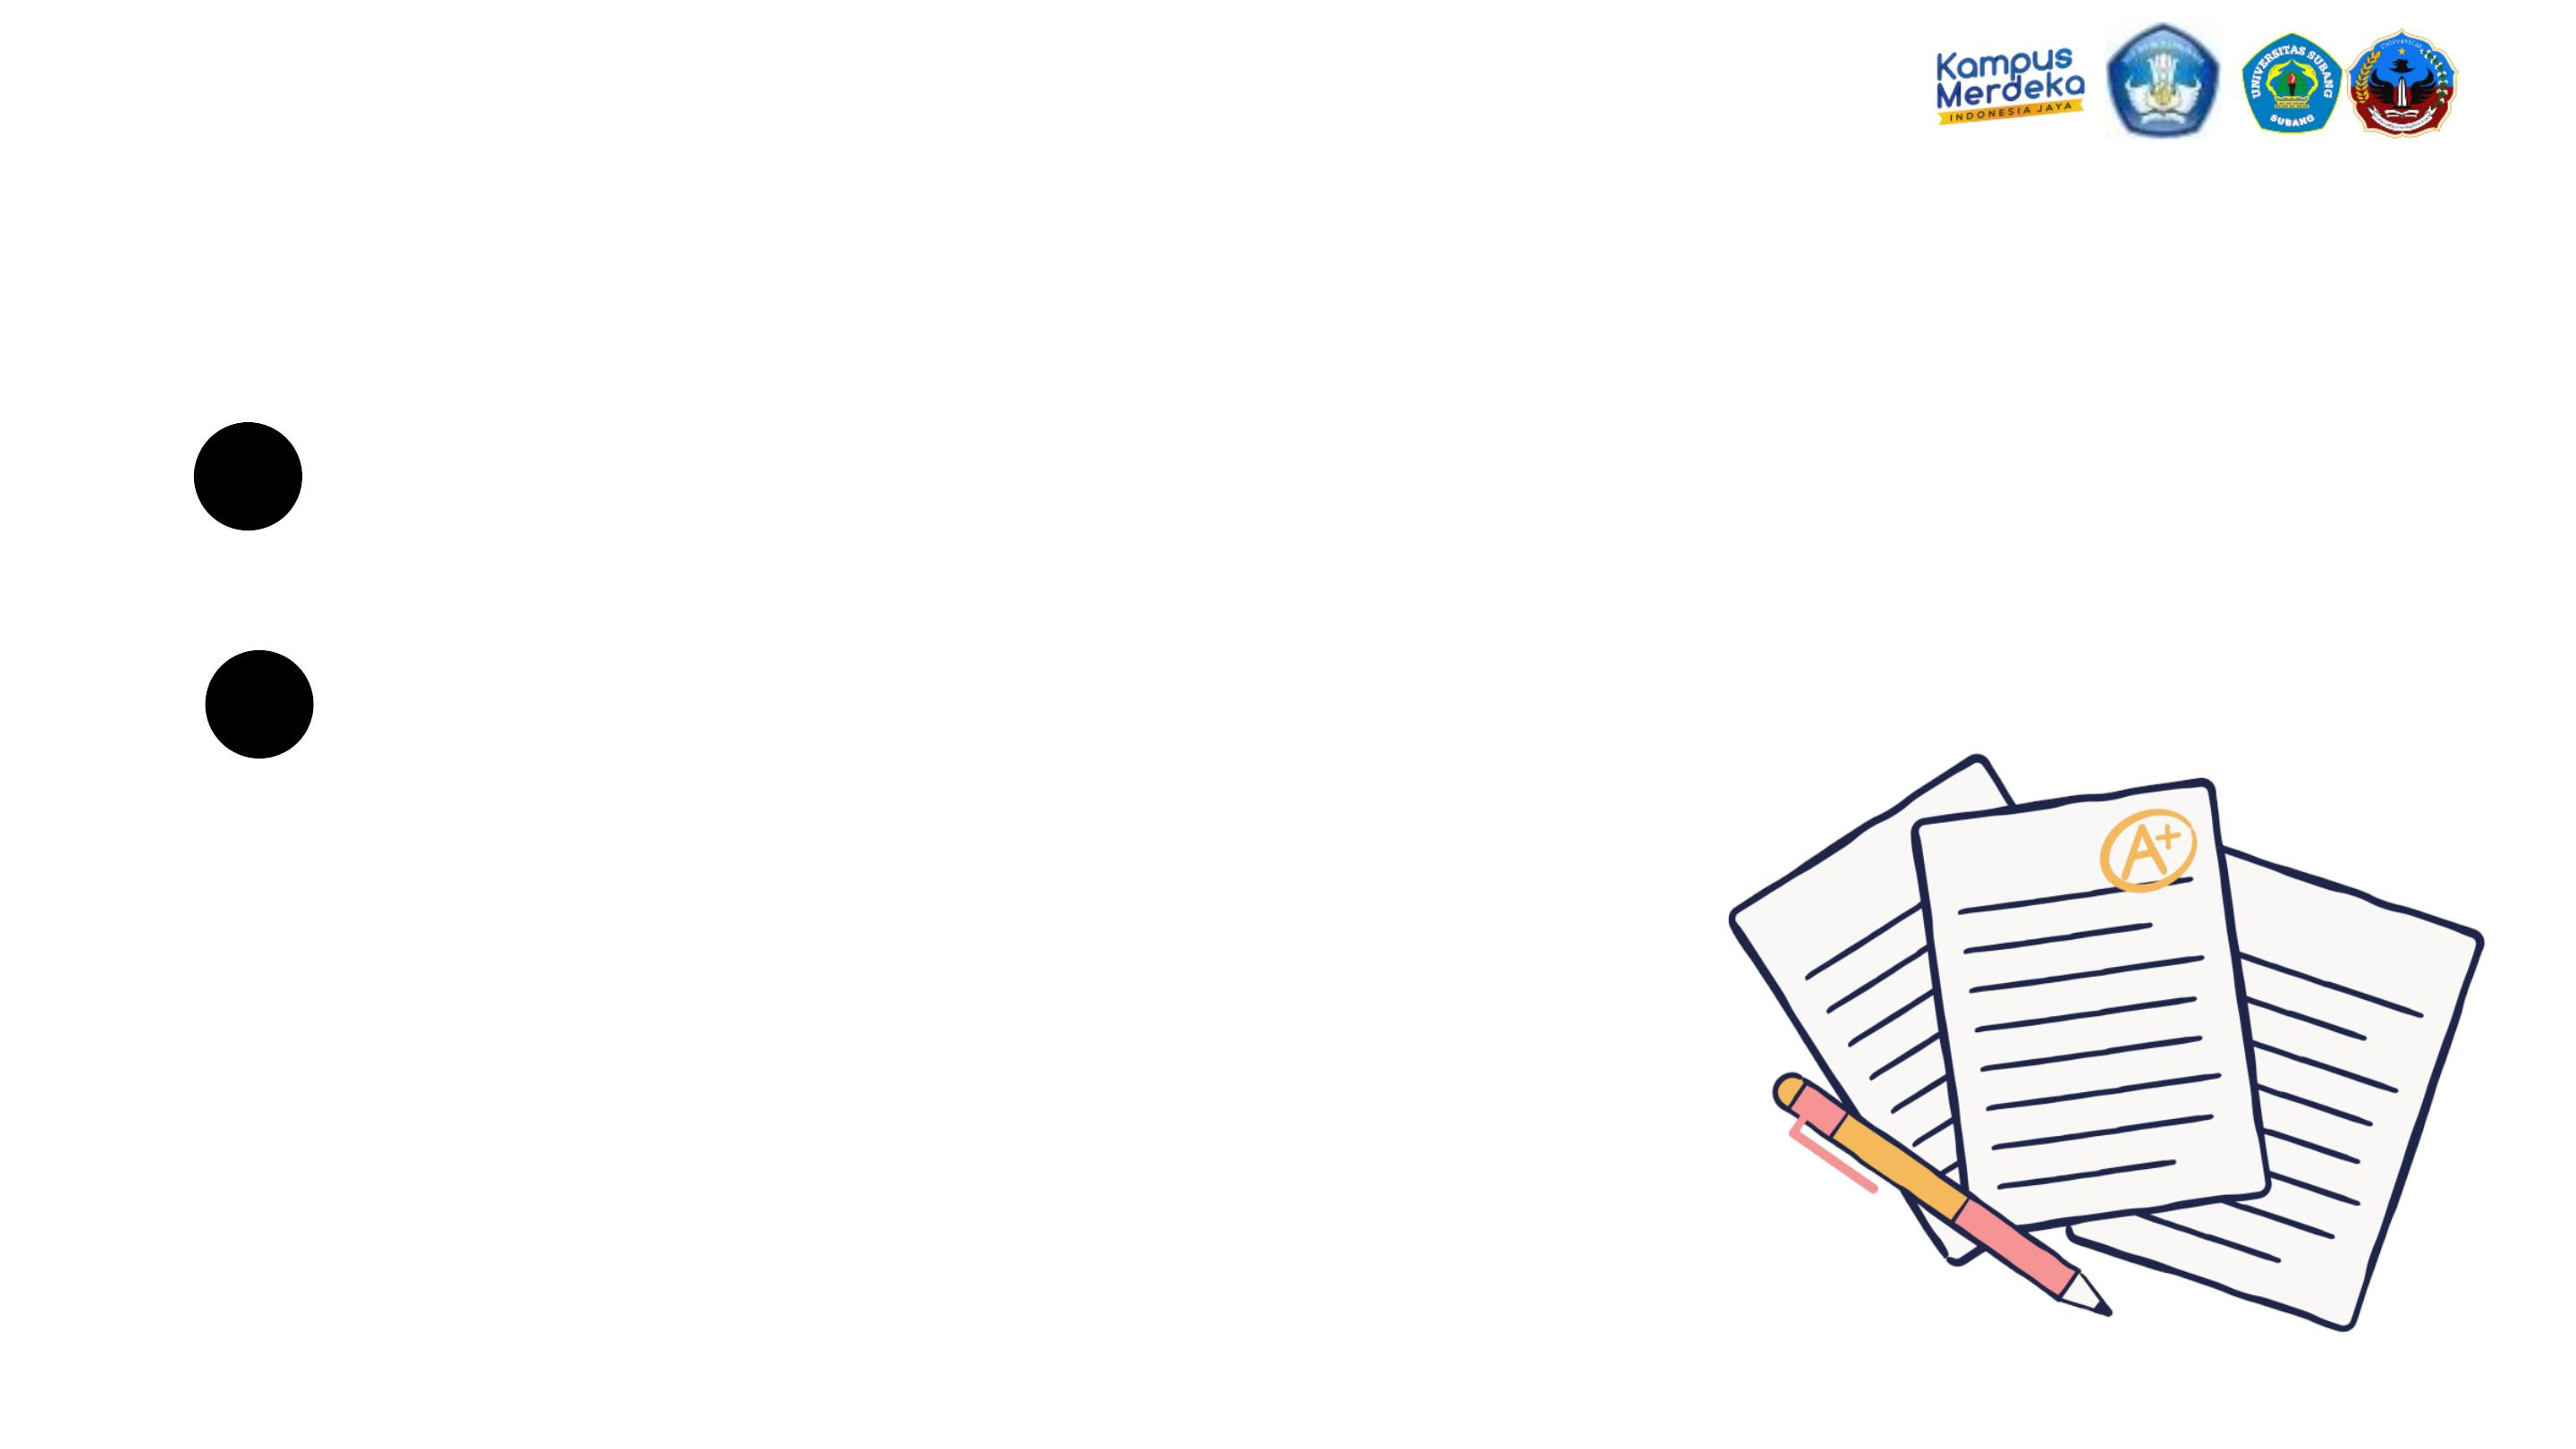 Kampus
Merdeka
INDONESIA JAYA
UNIVERSITAS SUBANG
SUBANG
A+